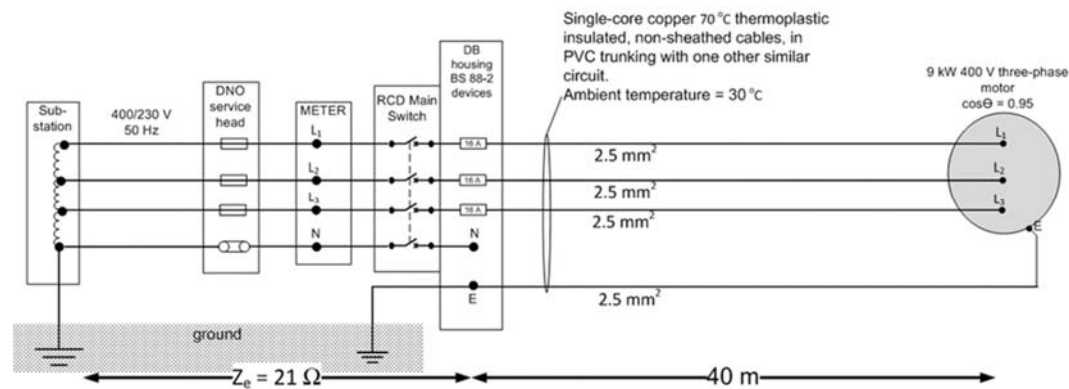 Single-core copper 70 °C thermoplastic
insulated, non-sheathed cables, in
PVC trunking with one other similar
circuit.
Ambient temperature = 30 °C
DB
housing
BS 88-2
devices
9 kW 400 V three-phase
motor
cosΘ = 0.95
Sub-
station
400/230 V
50 Hz
DNO
service
head
METER
RCD Main
Switch
L1
16 A
2.5 mm²
L1
L2
16 A
2.5 mm²
L2
L3
16 A
2.5 mm²
L3
N
N
E
E
2.5 mm²
ground
Ze = 21 Ω
40 m